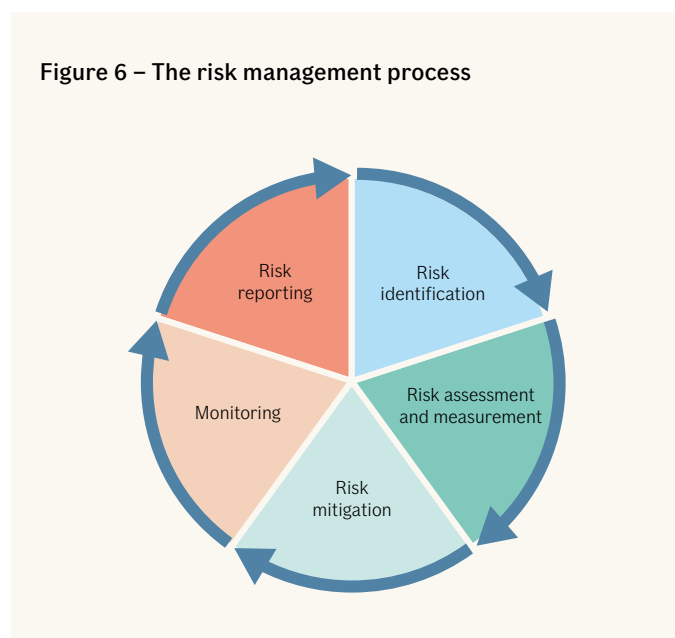 Figure 6 – The risk management process
Risk
identification
Risk assessment
and measurement
Risk
mitigation
Monitoring
Risk
reporting